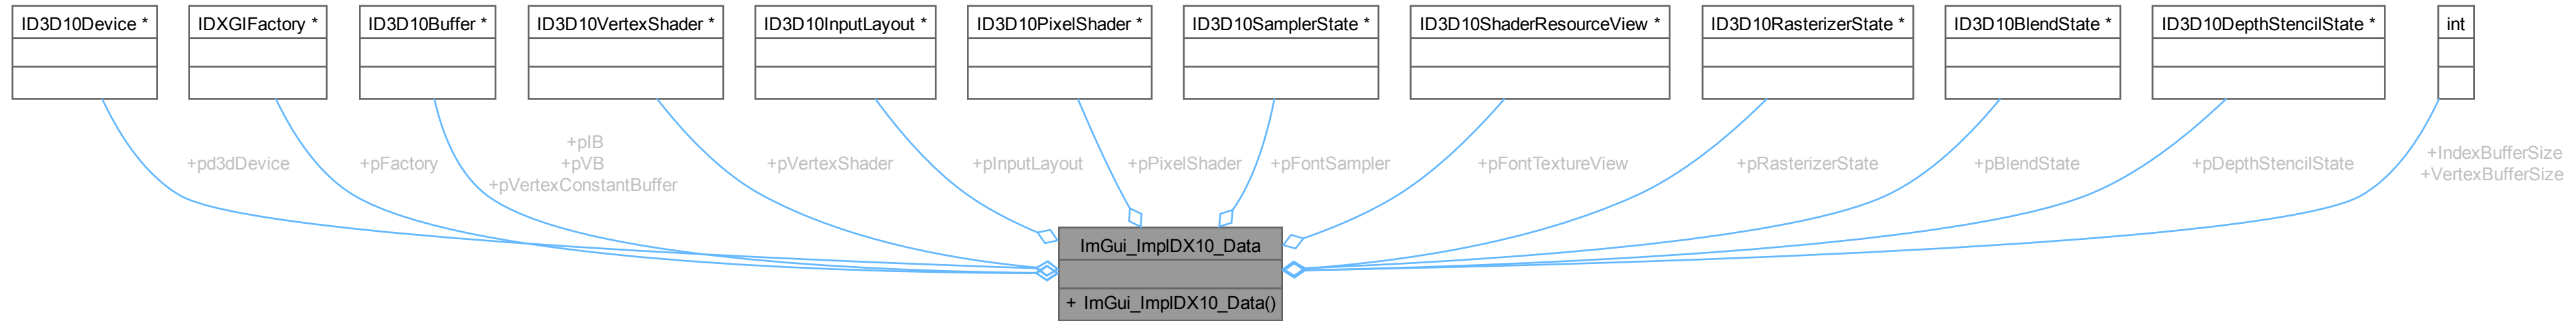 ID3D10Device *
IDXGIFactory *
ID3D10Buffer *
ID3D10VertexShader *
ID3D10InputLayout *
ID3D10PixelShader *
ID3D10SamplerState *
ID3D10ShaderResourceView *
ID3D10RasterizerState *
ID3D10BlendState *
ID3D10DepthStencilState *
int
+pd3dDevice
+pFactory
+pIB
+pVB
+pVertexConstantBuffer
+pVertexShader
+pInputLayout
+pPixelShader
+pFontSampler
+pFontTextureView
+pRasterizerState
+pBlendState
+pDepthStencilState
+IndexBufferSize
+VertexBufferSize
ImGui_ImplDX10_Data
+ ImGui_ImplDX10_Data()